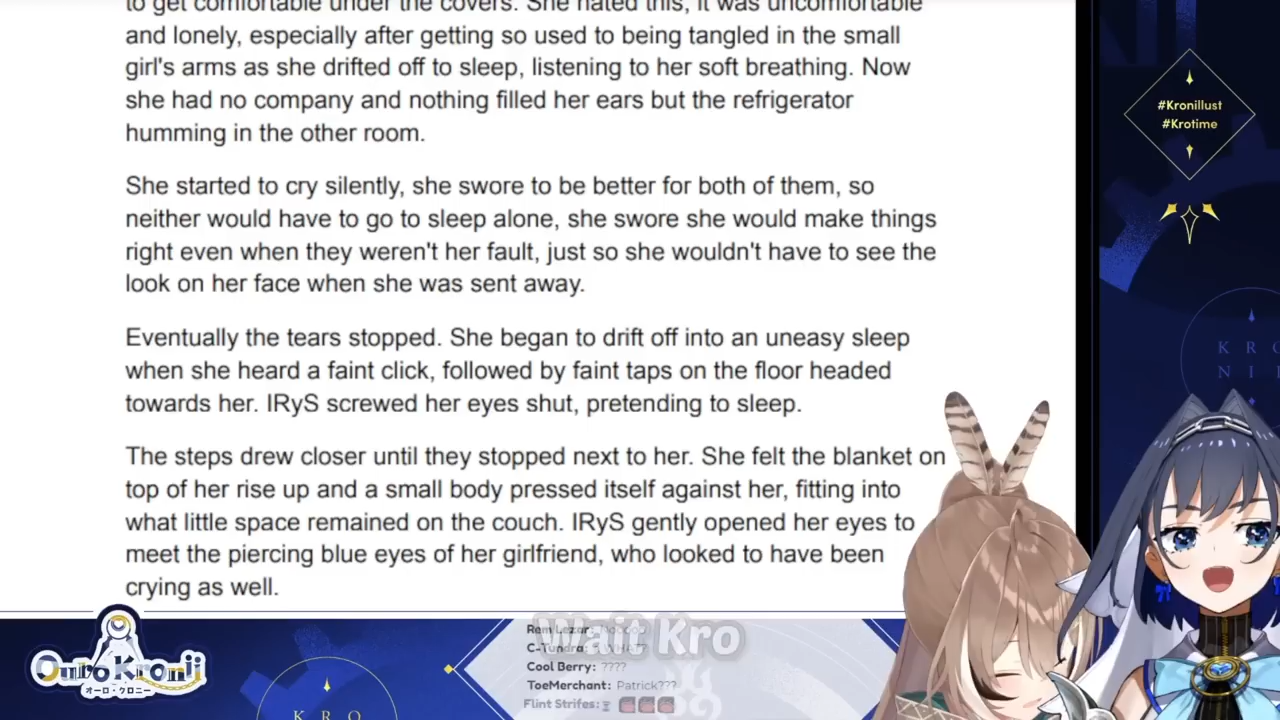 to get comfortable under the covers. She hated this, it was uncomfortable
and lonely, especially after getting so used to being tangled in the small
girl's arms as she drifted off to sleep, listening to her soft breathing. Now
she had no company and nothing filled her ears but the refrigerator
humming in the other room.
She started to cry silently, she swore to be better for both of them, so
neither would have to go to sleep alone, she swore she would make things
right even when they weren't her fault, just so she wouldn't have to see the
look on her face when she was sent away.
Eventually the tears stopped. She began to drift off into an uneasy sleep
when she heard a faint click, followed by faint taps on the floor headed
towards her. IRyS screwed her eyes shut, pretending to sleep.
The steps drew closer until they stopped next to her. She felt the blanket on
top of her rise up and a small body pressed itself against her, fitting into
what little space remained on the couch. IRyS gently opened her eyes to
meet the piercing blue eyes of her girlfriend, who looked to have been
crying as well.
#Kronillust
#Krotime
K R
N I
Ouro Kronii
オーロ・クロニー
K R O
Wait Kro
C-Tundra:
Cool Berry: ????
ToeMerchant: Patrick???
Flint Strifes: